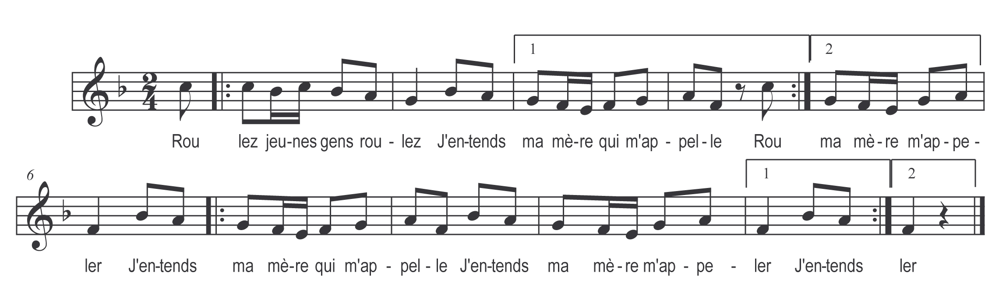 1 2
2 4
Rou lez jeu-nes gens rou - lez J'en-tends ma mè-re qui m'ap - pel - le Rou ma mè - re m'ap - pe -
6 1 2
ler J'en-tends ma mè-re qui m'ap - pel - le J'en-tends ma mè - re m'ap - pe - ler J'en-tends ler